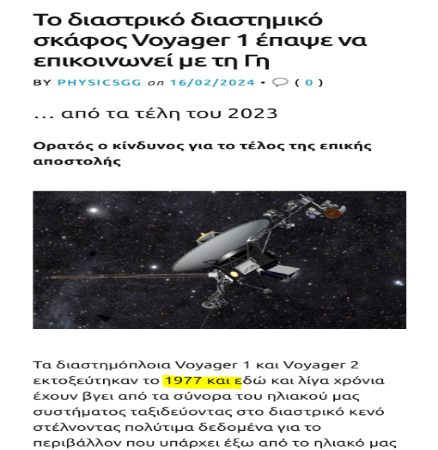 Το διαστρικό διαστημικό
σκάφος Voyager 1 έπαψε να
επικοινωνεί με τη Γη
BY PHYSICSGG on 16/02/2024 • ( 0 )
… από τα τέλη του 2023
Ορατός ο κίνδυνος για το τέλος της επικής
αποστολής
Τα διαστημόπλοια Voyager 1 και Voyager 2
εκτοξεύτηκαν το 1977 και εδώ και λίγα χρόνια
έχουν βγει από τα σύνορα του ηλιακού μας
συστήματος ταξιδεύοντας στο διαστρικό κενό
στέλνοντας πολύτιμα δεδομένα για το
περιβάλλον που υπάρχει έξω από το ηλιακό μας